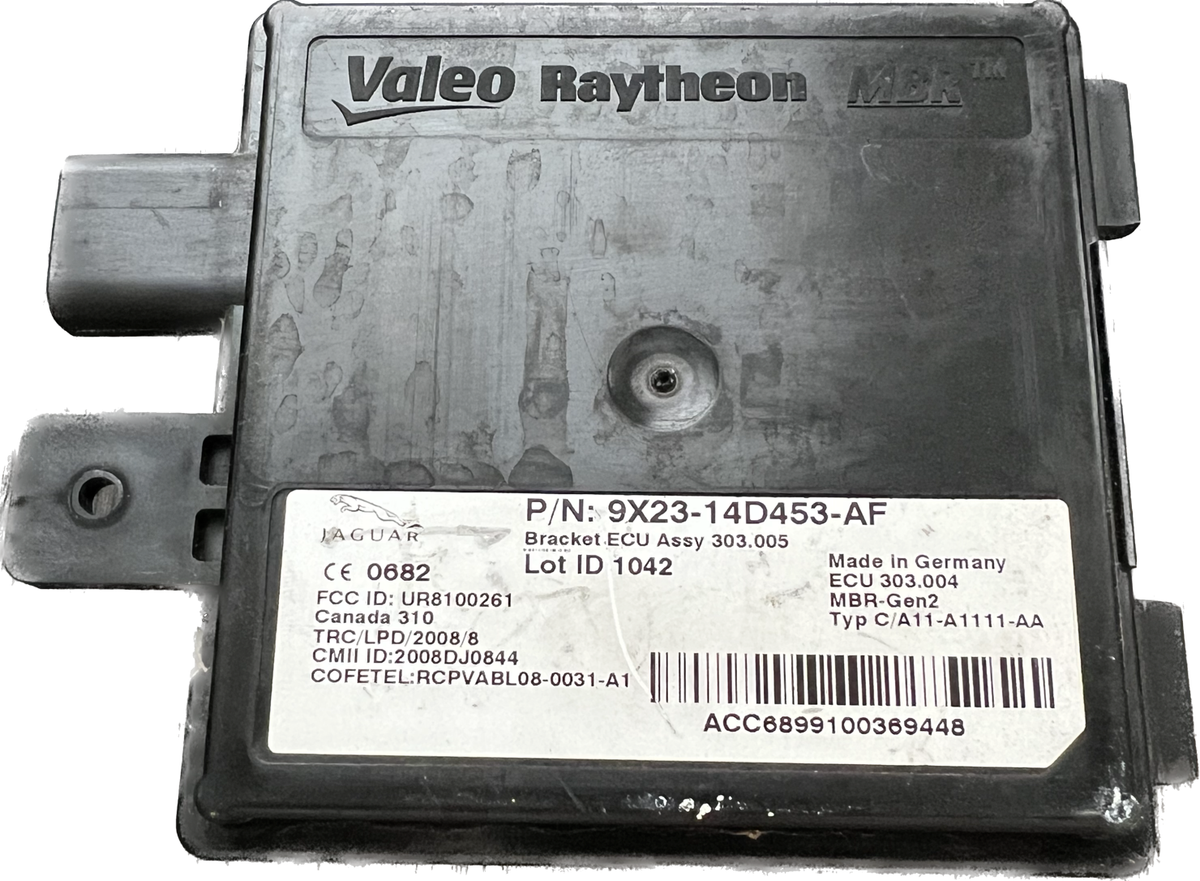 Valeo Raytheon MBR™
JAGUAR
P/N: 9X23-14D453-AF
Bracket ECU Assy 303.005
Lot ID 1042
CE 0682
FCC ID: UR8100261
Canada 310
TRC/LPD/2008/8
CMII ID:2008DJ0844
COFETEL:RCPVABL08-0031-A1
Made in Germany
ECU 303.004
MBR-Gen2
Typ C/A11-A1111-AA
ACC6899100369448